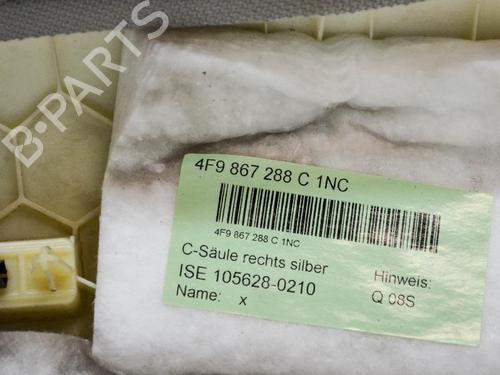 B-PARTS
4F9 867 288 C 1NC
4F9 867 288 C 1NC
C-Säule rechts silber
ISE 105628-0210
Hinweis:
Name: x
Q 08S